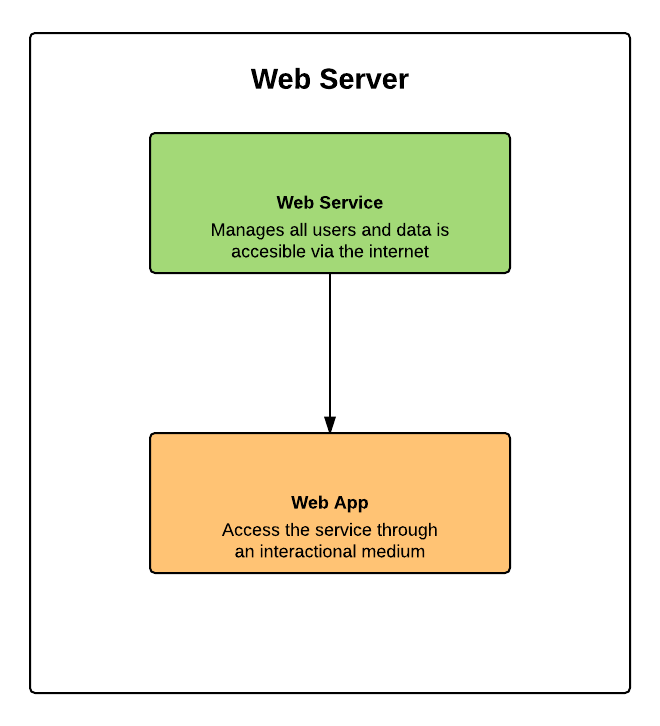 Web Server
Web Service
Manages all users and data is
accesible via the internet
Web App
Access the service through
an interactional medium